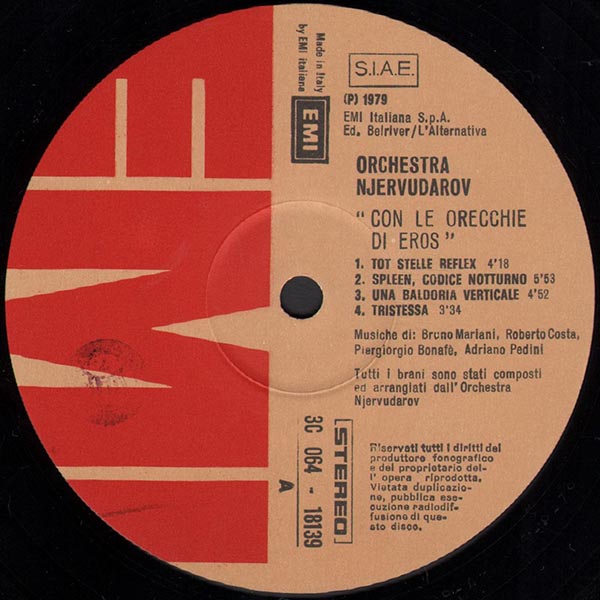 Made in Italy
by EMI italiana
EMI
S.I.A.E.
(P) 1979
EMI Italiana S.p.A.
Ed. Belriver/L'Alternativa
ORCHESTRA
NJERVUDAROV
"CON LE ORECCHIE
DI EROS"
1. TOT STELLE REFLEX 4'18
2. SPLEEN, CODICE NOTTURNO 5'53
3. UNA BALDORIA VERTICALE 4'52
4. TRISTESSA 3'34
Musiche di: Bruno Mariani, Roberto Costa,
Piergiorgio Bonafè, Adriano Pedini
Tutti i brani sono stati composti
ed arrangiati dall'Orchestra
Njervudarov
STEREO
3C 064 - 18139
A
Riservati tutti i diritti del
produttore fonografico
e del proprietario del-
l' opera riprodotta.
Vietata duplicazio-
ne, pubblica ese-
cuzione radiodif-
fusione di que-
sto disco.
EMI